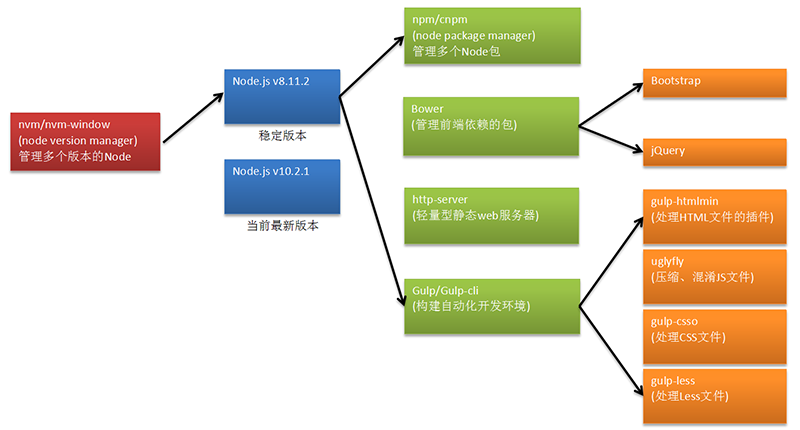 nvm/nvm-window
(node version manager)
管理多个版本的Node
Node.js v8.11.2
稳定版本
Node.js v10.2.1
当前最新版本
npm/cnpm
(node package manager)
管理多个Node包
Bower
(管理前端依赖的包)
http-server
(轻量型静态web服务器)
Gulp/Gulp-cli
(构建自动化开发环境)
Bootstrap
jQuery
gulp-htmlmin
(处理HTML文件的插件)
uglyfly
(压缩、混淆JS文件)
gulp-csso
(处理CSS文件)
gulp-less
(处理Less文件)